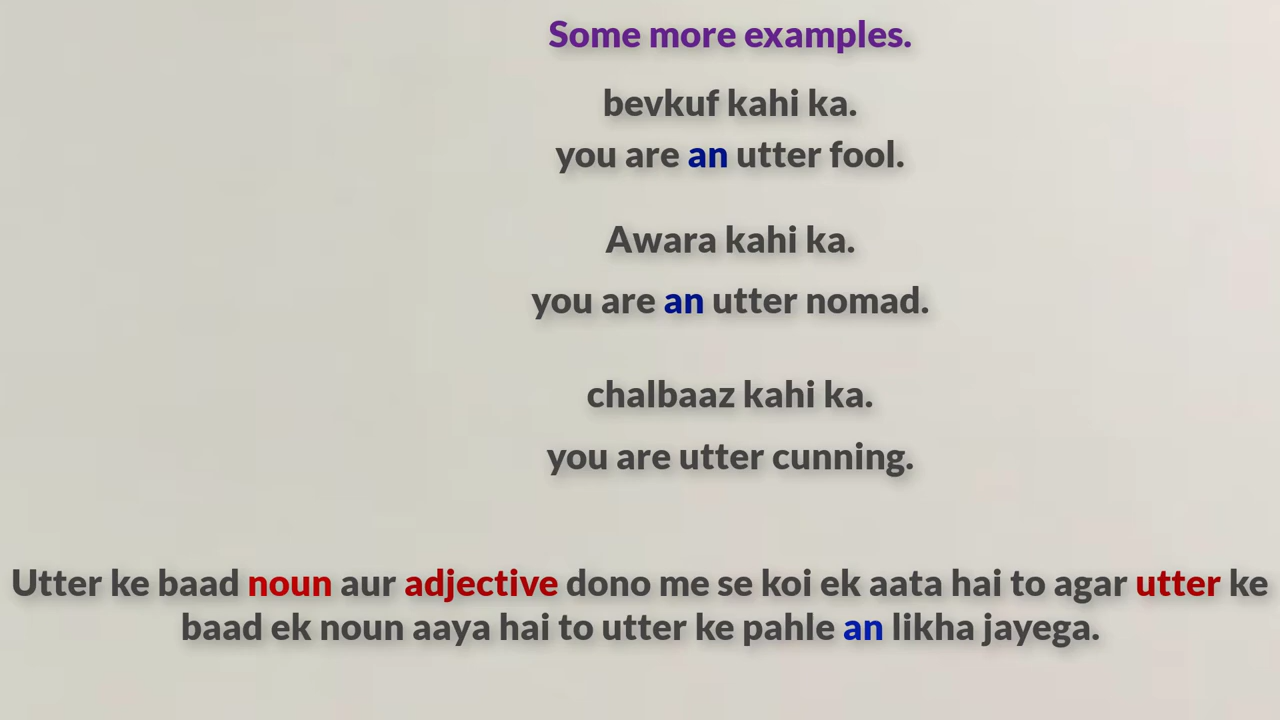 Some more examples.
bevkuf kahi ka.
you are an utter fool.
Awara kahi ka.
you are an utter nomad.
chalbaaz kahi ka.
you are utter cunning.
Utter ke baad noun aur adjective dono me se koi ek aata hai to agar utter ke
baad ek noun aaya hai to utter ke pahle an likha jayega.